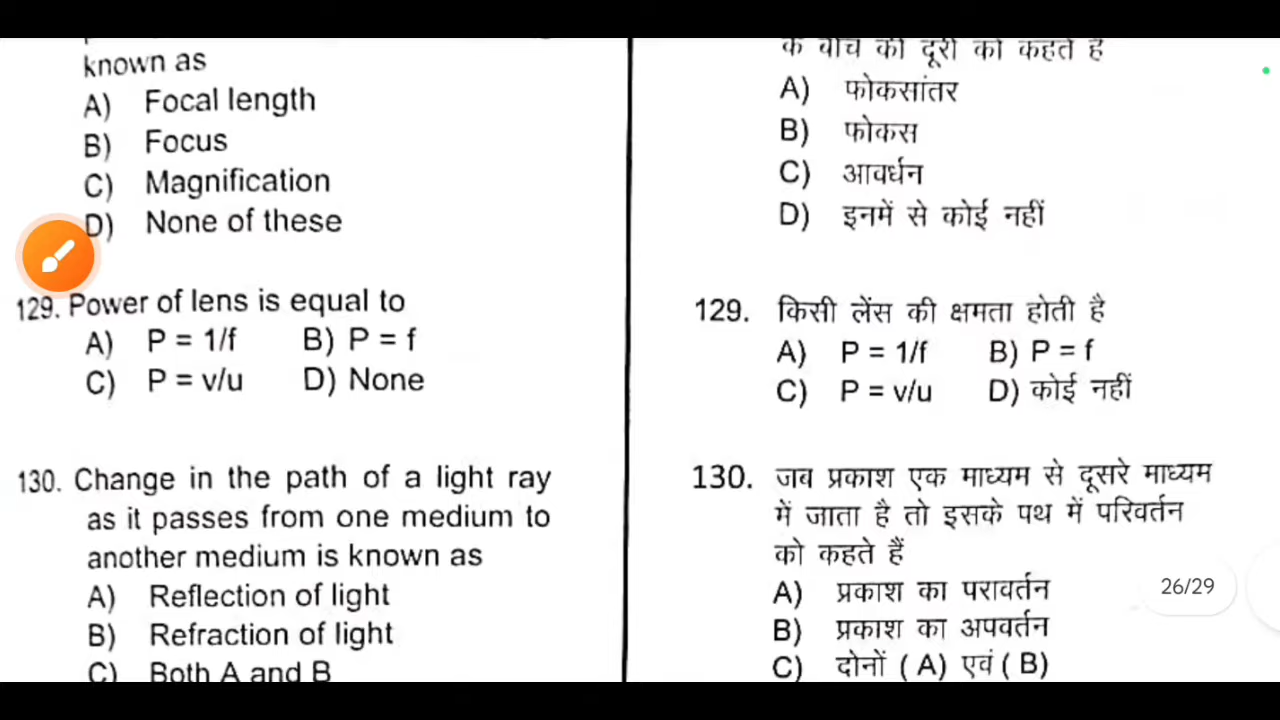 known as
A) Focal length
B) Focus
C) Magnification
D) None of these
129. Power of lens is equal to
A) P = 1/f B) P = f
C) P = v/u D) None
130. Change in the path of a light ray
as it passes from one medium to
another medium is known as
A) Reflection of light
B) Refraction of light
C) Both A and B
के बीच की दूरी को कहते हैं
A) फोकसांतर
B) फोकस
C) आवर्धन
D) इनमें से कोई नहीं
129. किसी लेंस की क्षमता होती है
A) P = 1/f B) P = f
C) P = v/u D) कोई नहीं
130. जब प्रकाश एक माध्यम से दूसरे माध्यम
में जाता है तो इसके पथ में परिवर्तन
को कहते हैं
A) प्रकाश का परावर्तन
B) प्रकाश का अपवर्तन
C) दोनों ( A) एवं ( B)
26/29